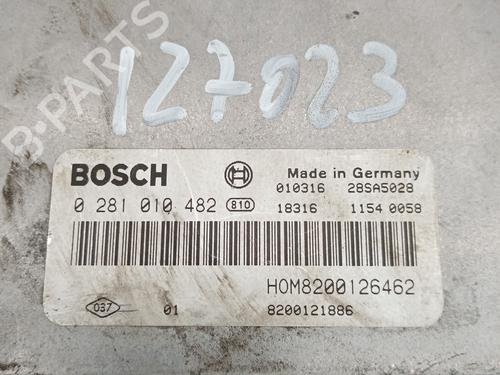 127023
B-PARTS
BOSCH
Made in Germany
010316 28SA5028
0 281 010 482 810
18316 1154 0058
HOM8200126462
037 01 8200121886